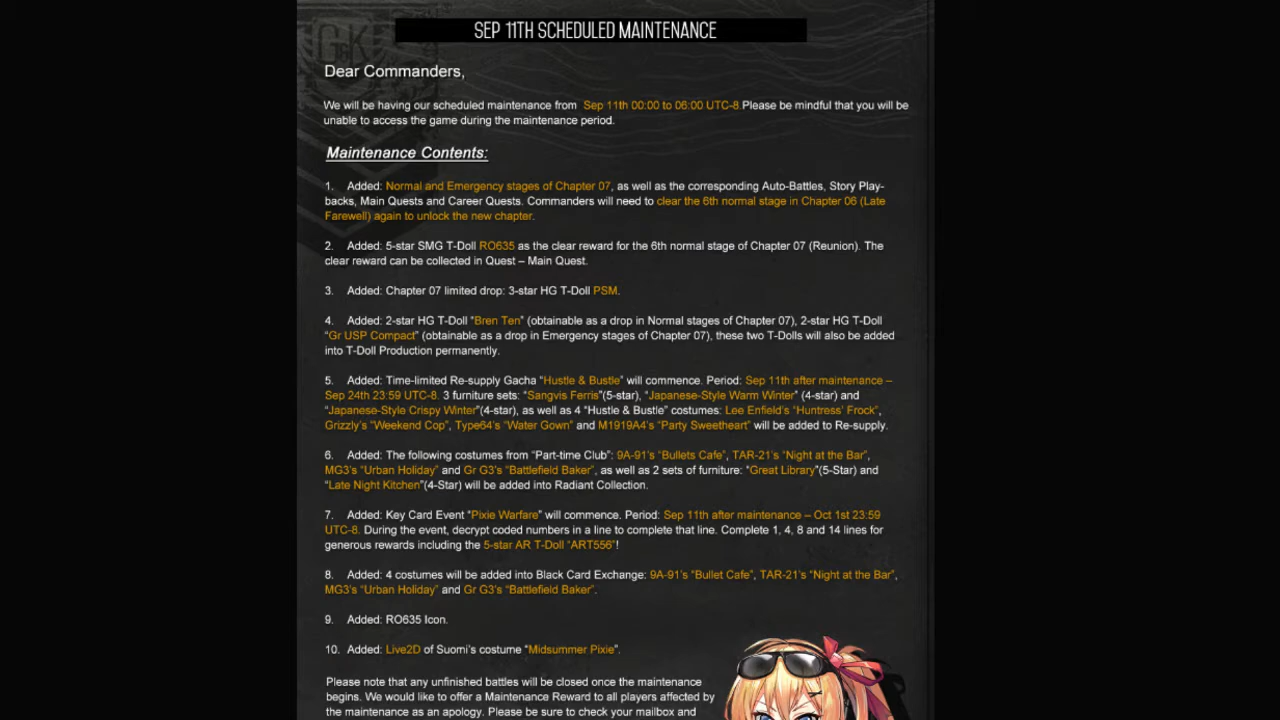 SEP 11TH SCHEDULED MAINTENANCE
G&K
Dear Commanders,
We will be having our scheduled maintenance from Sep 11th 00:00 to 06:00 UTC-8.Please be mindful that you will be
unable to access the game during the maintenance period.
Maintenance Contents:
1. Added: Normal and Emergency stages of Chapter 07, as well as the corresponding Auto-Battles, Story Play-
backs, Main Quests and Career Quests. Commanders will need to clear the 6th normal stage in Chapter 06 (Late
Farewell) again to unlock the new chapter.
2. Added: 5-star SMG T-Doll RO635 as the clear reward for the 6th normal stage of Chapter 07 (Reunion). The
clear reward can be collected in Quest – Main Quest.
3. Added: Chapter 07 limited drop: 3-star HG T-Doll PSM.
4. Added: 2-star HG T-Doll “Bren Ten” (obtainable as a drop in Normal stages of Chapter 07), 2-star HG T-Doll
“Gr USP Compact” (obtainable as a drop in Emergency stages of Chapter 07), these two T-Dolls will also be added
into T-Doll Production permanently.
5. Added: Time-limited Re-supply Gacha “Hustle & Bustle” will commence. Period: Sep 11th after maintenance –
Sep 24th 23:59 UTC-8. 3 furniture sets: “Sangvis Ferris”(5-star), “Japanese-Style Warm Winter” (4-star) and
“Japanese-Style Crispy Winter”(4-star), as well as 4 “Hustle & Bustle” costumes: Lee Enfield’s “Huntress’ Frock”,
Grizzly’s “Weekend Cop”, Type64’s “Water Gown” and M1919A4’s “Party Sweetheart” will be added to Re-supply.
6. Added: The following costumes from “Part-time Club”: 9A-91’s “Bullets Cafe”, TAR-21’s “Night at the Bar”,
MG3’s “Urban Holiday” and Gr G3’s “Battlefield Baker”, as well as 2 sets of furniture: “Great Library”(5-Star) and
“Late Night Kitchen”(4-Star) will be added into Radiant Collection.
7. Added: Key Card Event “Pixie Warfare” will commence. Period: Sep 11th after maintenance – Oct 1st 23:59
UTC-8. During the event, decrypt coded numbers in a line to complete that line. Complete 1, 4, 8 and 14 lines for
generous rewards including the 5-star AR T-Doll “ART556”!
8. Added: 4 costumes will be added into Black Card Exchange: 9A-91’s “Bullet Cafe”, TAR-21’s “Night at the Bar”,
MG3’s “Urban Holiday” and Gr G3’s “Battlefield Baker”.
9. Added: RO635 Icon.
10. Added: Live2D of Suomi’s costume “Midsummer Pixie”.
Please note that any unfinished battles will be closed once the maintenance
begins. We would like to offer a Maintenance Reward to all players affected by
the maintenance as an apology. Please be sure to check your mailbox and